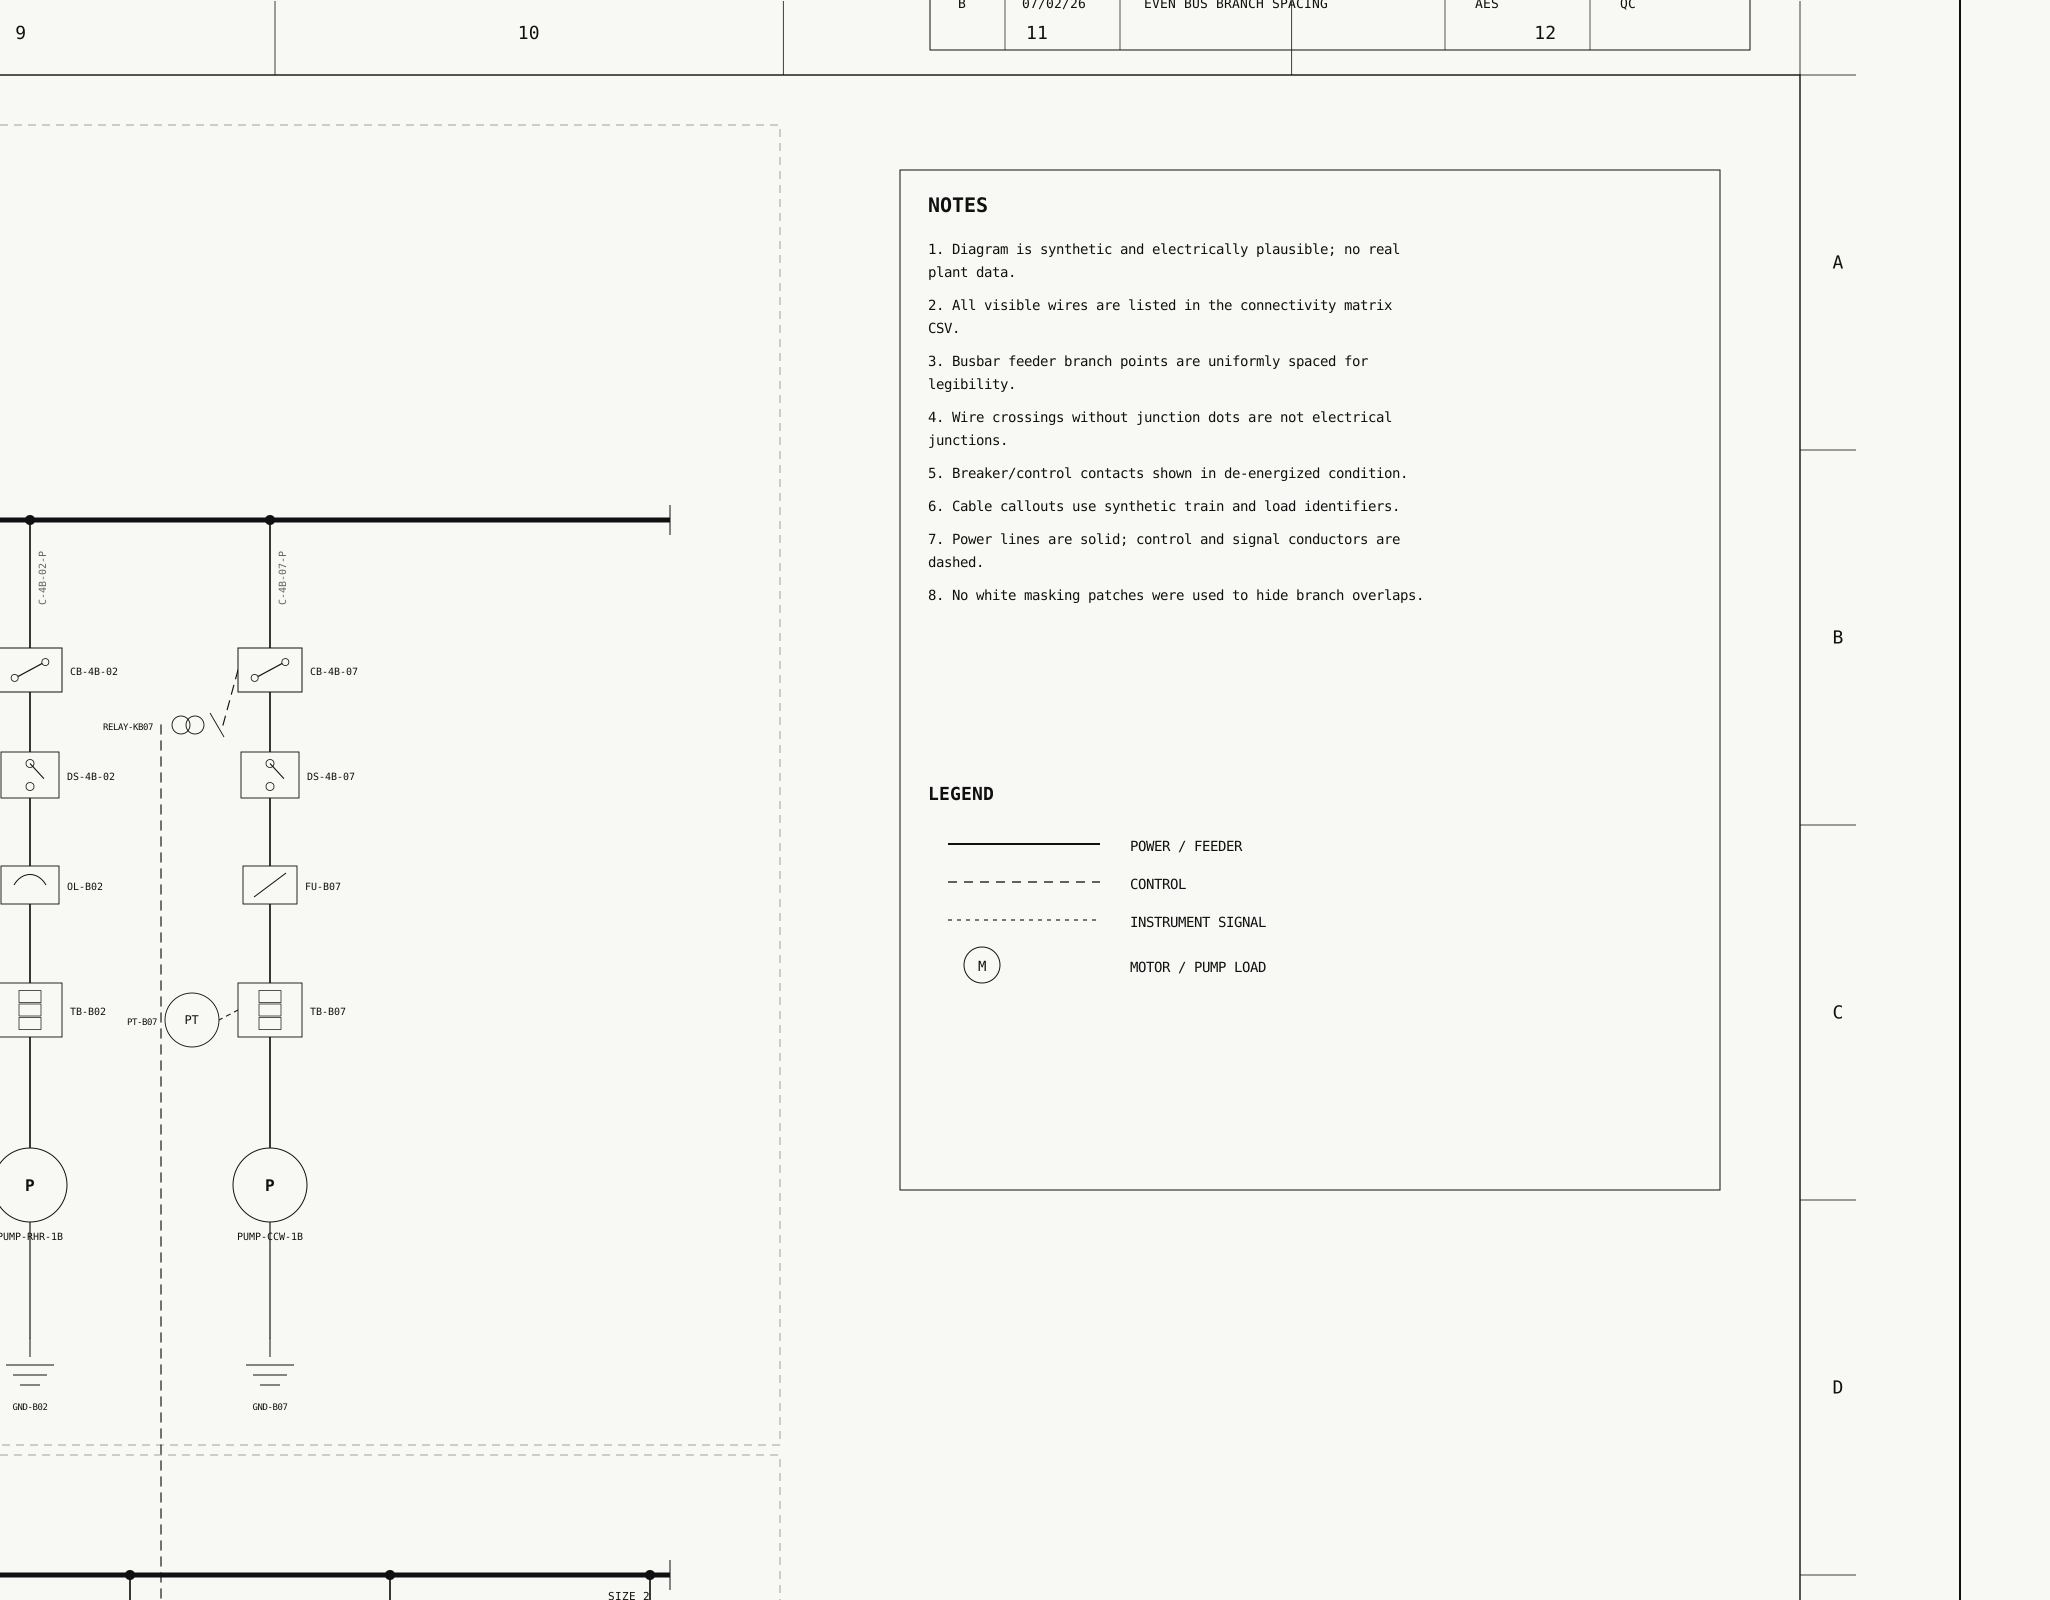 B 07/02/26 EVEN BUS BRANCH SPACING AES QC
9 10 11 12
NOTES
1. Diagram is synthetic and electrically plausible; no real
plant data.
2. All visible wires are listed in the connectivity matrix
CSV.
3. Busbar feeder branch points are uniformly spaced for
legibility.
4. Wire crossings without junction dots are not electrical
junctions.
5. Breaker/control contacts shown in de-energized condition.
6. Cable callouts use synthetic train and load identifiers.
7. Power lines are solid; control and signal conductors are
dashed.
8. No white masking patches were used to hide branch overlaps.
LEGEND
POWER / FEEDER
CONTROL
INSTRUMENT SIGNAL
M MOTOR / PUMP LOAD
A
B
C
D
C-4B-02-P
C-4B-07-P
CB-4B-02
CB-4B-07
RELAY-KB07
DS-4B-02
DS-4B-07
OL-B02
FU-B07
TB-B02
PT-B07
PT
TB-B07
P
P
PUMP-RHR-1B
PUMP-CCW-1B
GND-B02
GND-B07
SIZE 2